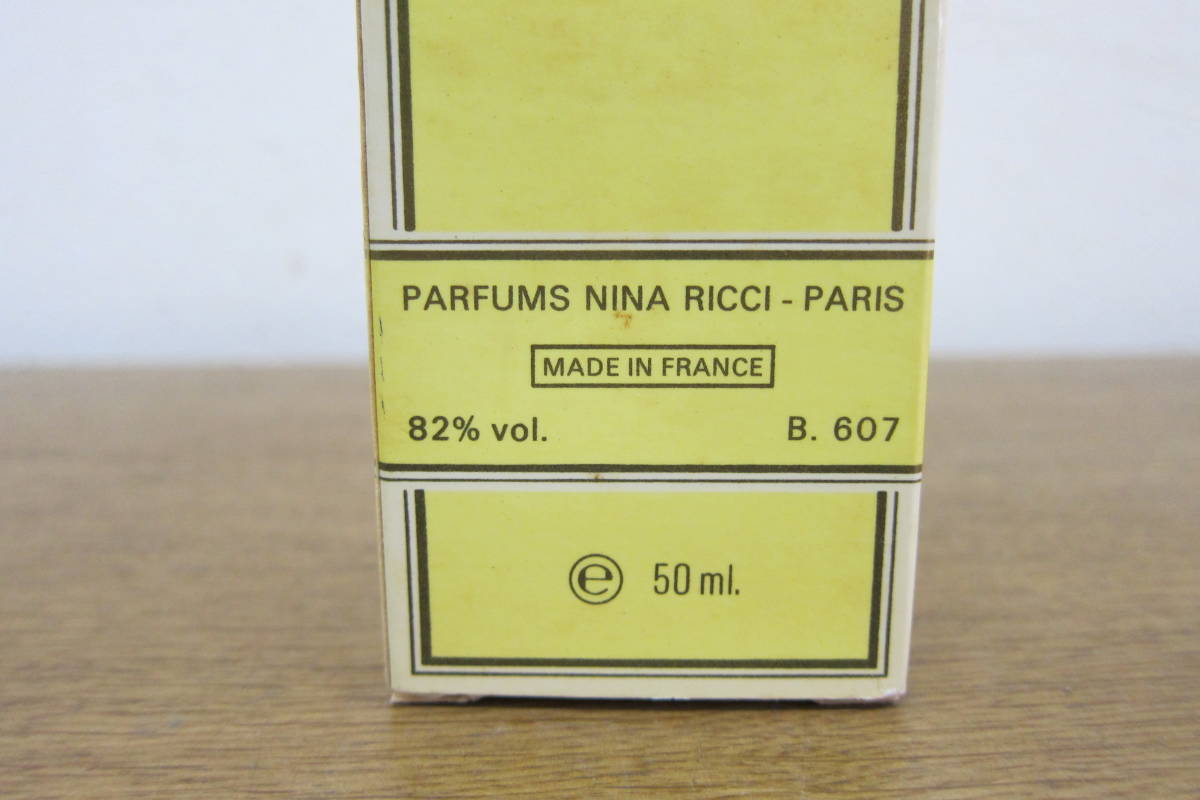 PARFUMS NINA RICCI - PARIS
MADE IN FRANCE
82% vol. B. 607
℮ 50 ml.